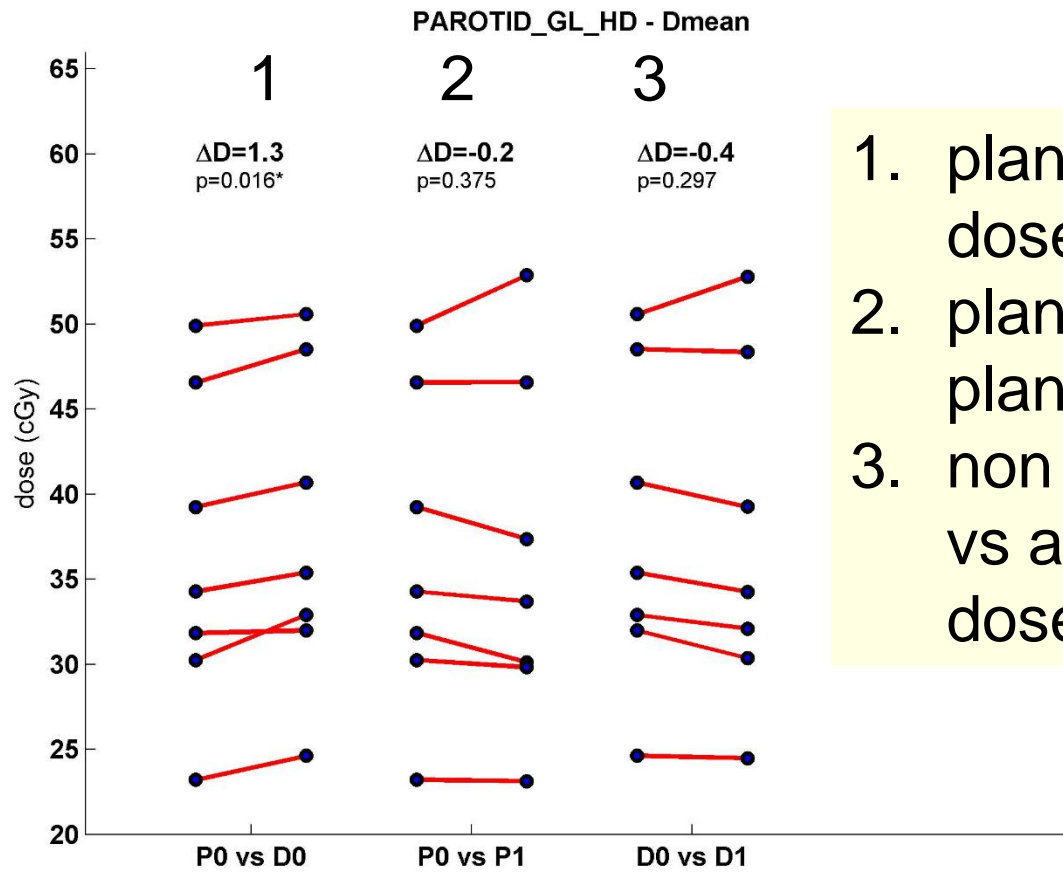 PAROTID_GL_HD - Dmean
1 2 3
ΔD=1.3 ΔD=-0.2 ΔD=-0.4
p=0.016* p=0.375 p=0.297
65
60
55
50
45
40
35
30
25
20
dose (cGy)
P0 vs D0 P0 vs P1 D0 vs D1
1. plan
dose
2. plan
plan
3. non
vs a
dose